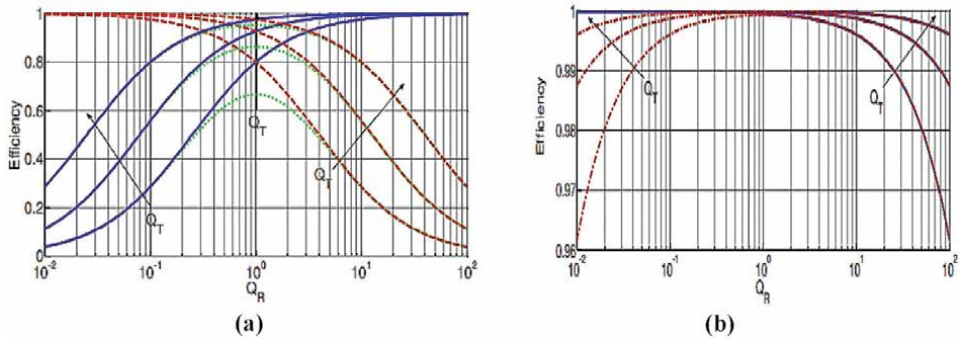 1
0.8
0.6
0.4
0.2
0
Efficiency
Q_T
Q_T
Q_T
10^-2
10^-1
10^0
10^1
10^2
Q_R
(a)
1
0.99
0.98
0.97
0.96
Efficiency
Q_T
Q_T
10^-2
10^-1
10^0
10^1
10^2
Q_R
(b)